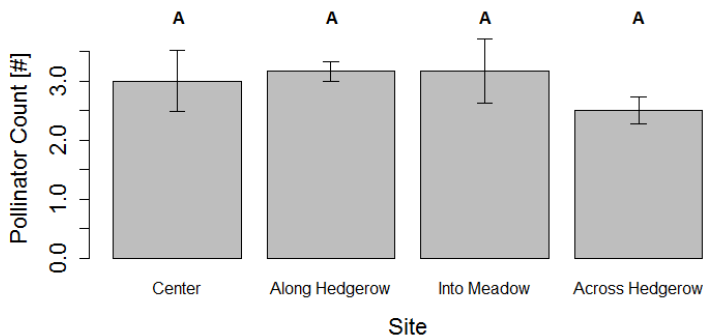 A A A A
Pollinator Count [#]
3.0
2.0
1.0
0.0
Center Along Hedgerow Into Meadow Across Hedgerow
Site